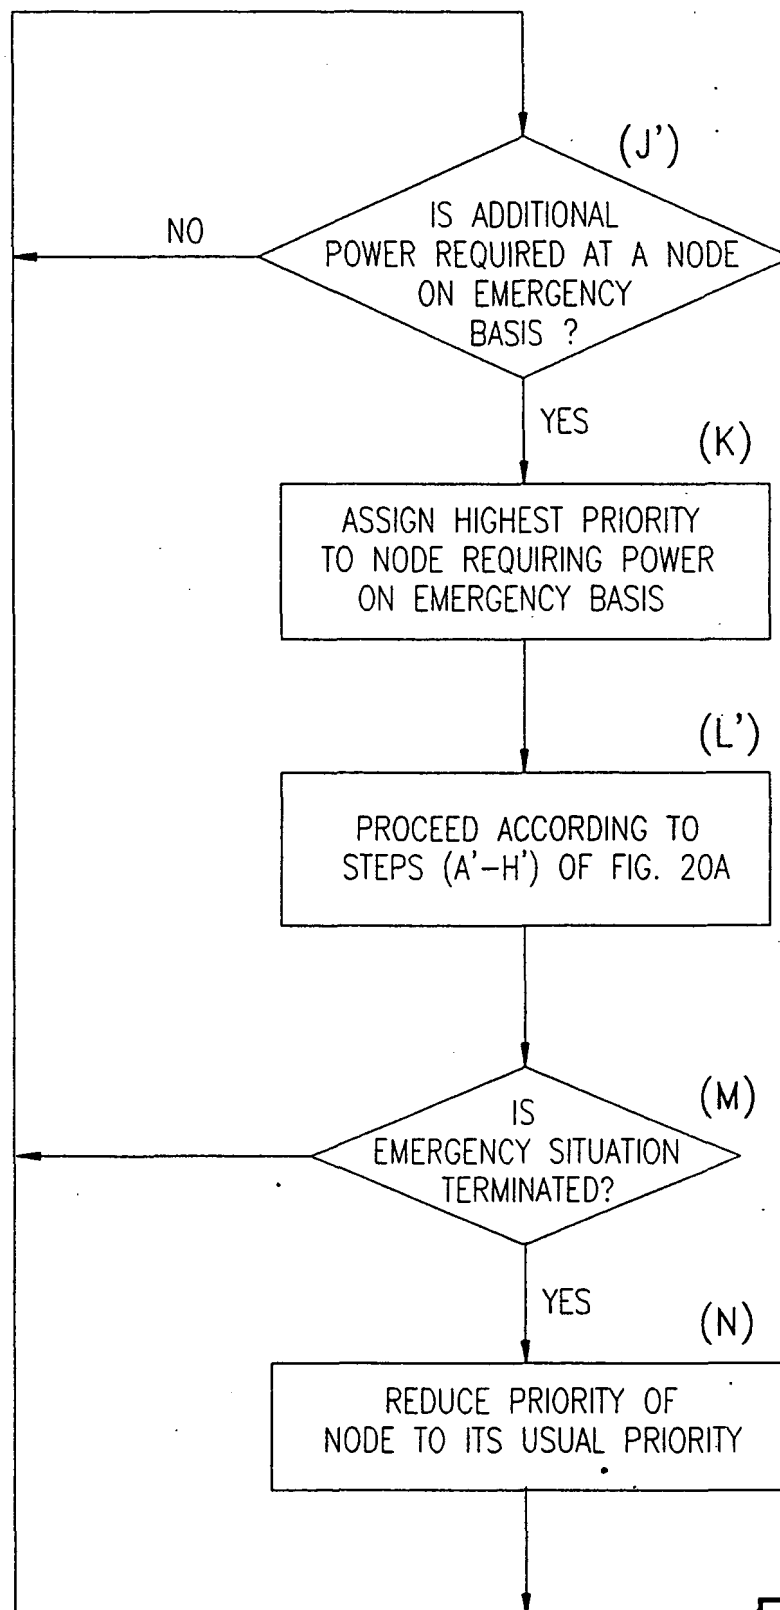 (J')
IS ADDITIONAL
POWER REQUIRED AT A NODE
ON EMERGENCY
BASIS ?
NO
YES
(K)
ASSIGN HIGHEST PRIORITY
TO NODE REQUIRING POWER
ON EMERGENCY BASIS
(L')
PROCEED ACCORDING TO
STEPS (A'-H') OF FIG. 20A
(M)
IS
EMERGENCY SITUATION
TERMINATED?
YES
(N)
REDUCE PRIORITY OF
NODE TO ITS USUAL PRIORITY